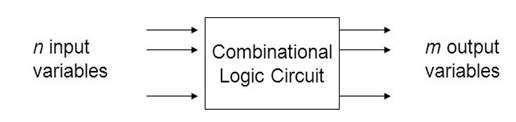 n input
variables
Combinational
Logic Circuit
m output
variables